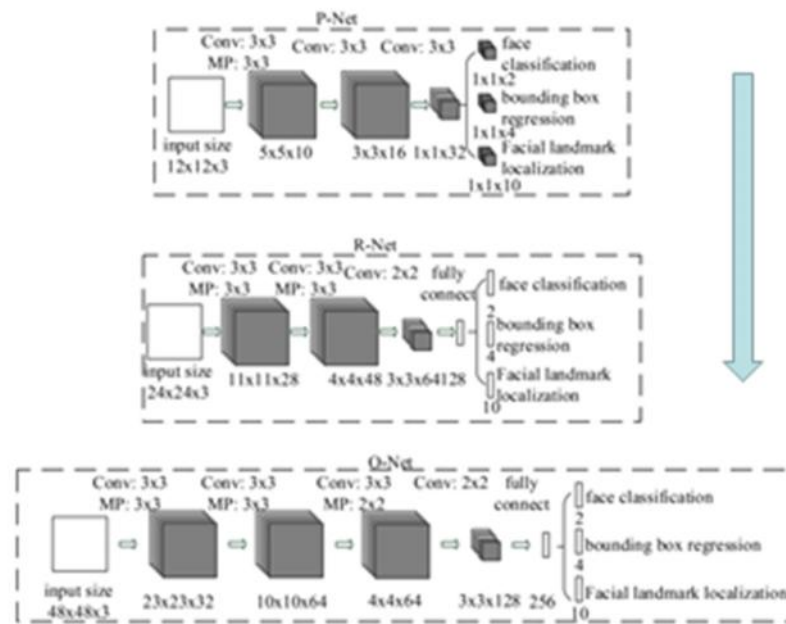 P-Net
Conv: 3x3 Conv: 3x3 Conv: 3x3
MP: 3x3
face
classification
1x1x2
bounding box
regression
1x1x4
Facial landmark
localization
1x1x10
input size
12x12x3
5x5x10 3x3x16 1x1x32
R-Net
Conv: 3x3 Conv: 3x3 Conv: 2x2 fully
MP: 3x3 MP: 3x3 connect
face classification
2
bounding box
regression
4
Facial landmark
localization
10
input size
24x24x3
11x11x28 4x4x48 3x3x64 128
O-Net
Conv: 3x3 Conv: 3x3 Conv: 3x3 Conv: 2x2 fully
MP: 3x3 MP: 3x3 MP: 2x2 connect
face classification
2
bounding box regression
4
Facial landmark localization
10
input size
48x48x3
23x23x32 10x10x64 4x4x64 3x3x128 256